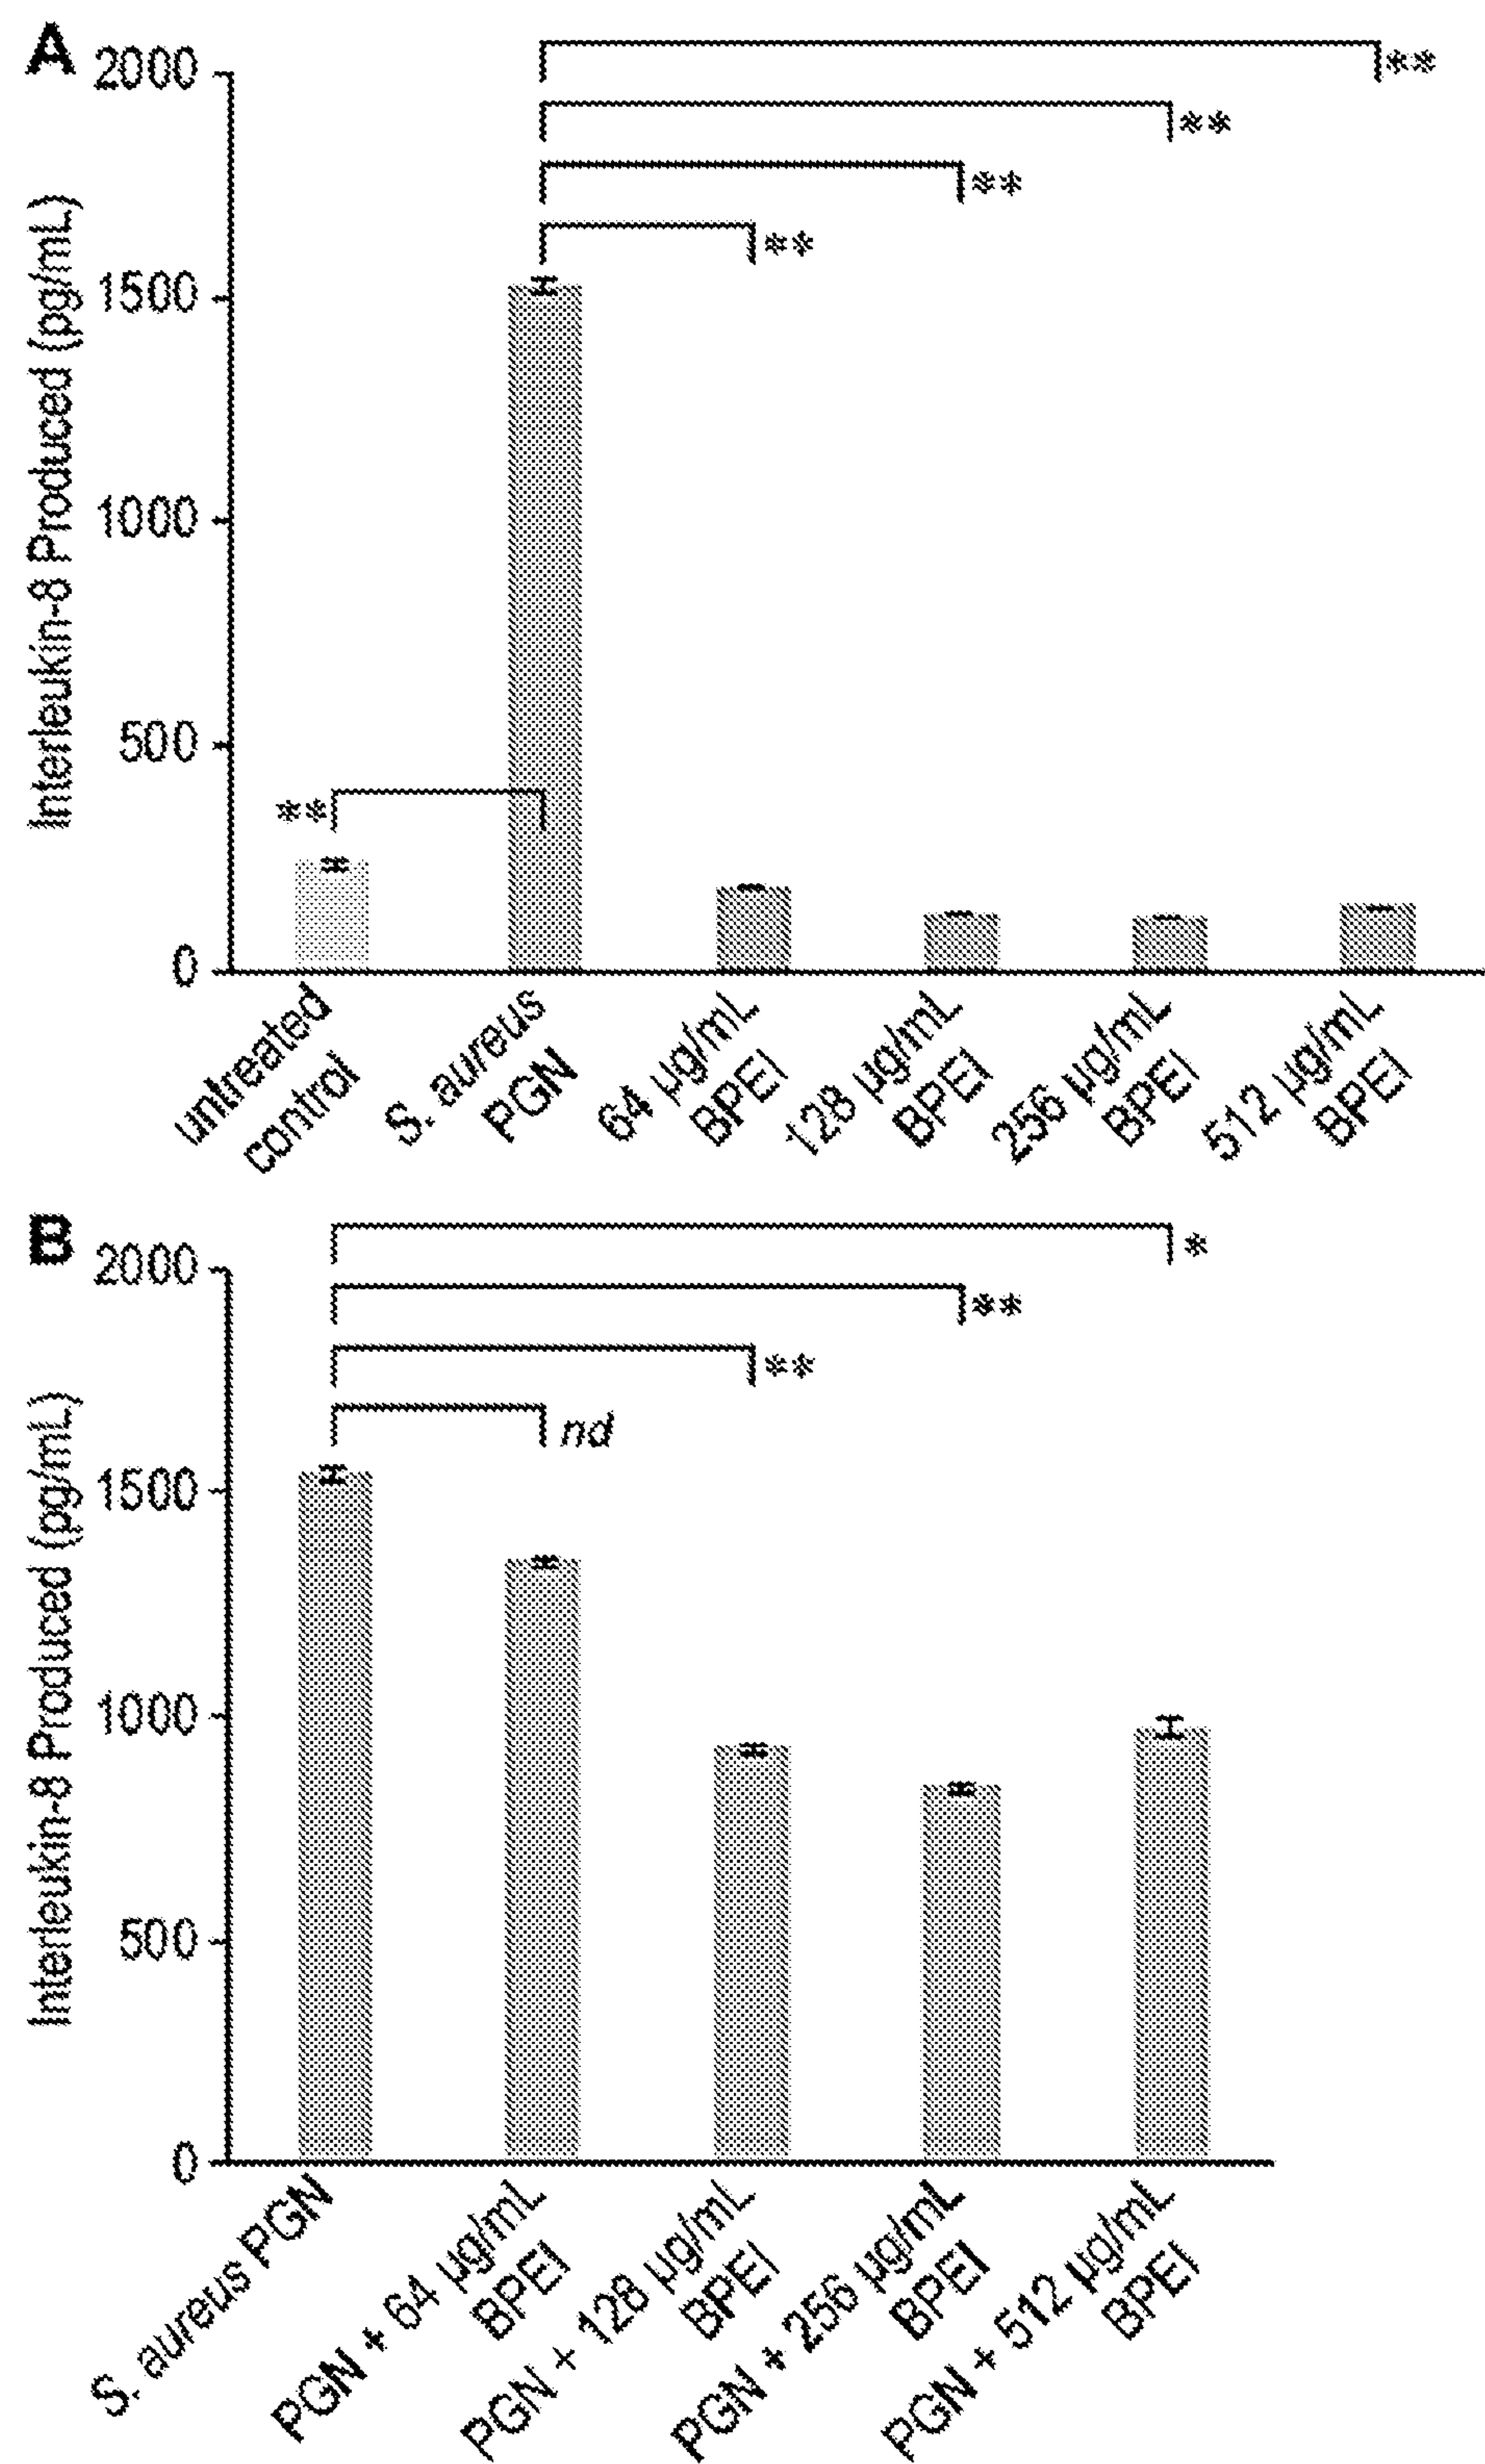 A
2000
1500
1000
500
0
Interleukin-8 Produced (pg/mL)
**
**
**
**
**
untreated
control
S. aureus
PGN
64 µg/mL
BPEI
128 µg/mL
BPEI
256 µg/mL
BPEI
512 µg/mL
BPEI
B
2000
1500
1000
500
0
Interleukin-8 Produced (pg/mL)
*
**
**
nd
S. aureus PGN
PGN + 64 µg/mL
BPEI
PGN + 128 µg/mL
BPEI
PGN + 256 µg/mL
BPEI
PGN + 512 µg/mL
BPEI